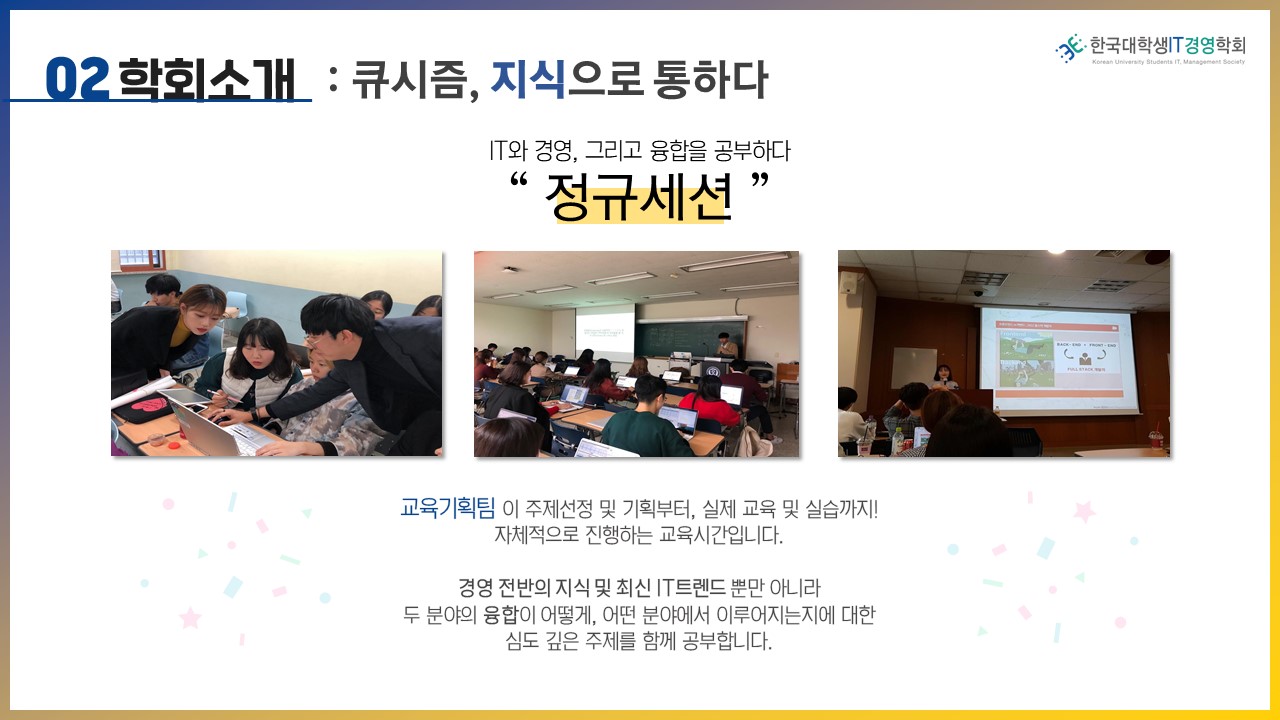 02 학회소개 : 큐시즘, 지식으로 통하다
한국대학생IT경영학회
Korean University Students IT, Management Society
IT와 경영, 그리고 융합을 공부하다
“ 정규세션 ”
BACK - END + FRONT - END
FULL STACK 개발자
교육기획팀 이 주제선정 및 기획부터, 실제 교육 및 실습까지!
자체적으로 진행하는 교육시간입니다.
경영 전반의 지식 및 최신 IT트렌드 뿐만 아니라
두 분야의 융합이 어떻게, 어떤 분야에서 이루어지는지에 대한
심도 깊은 주제를 함께 공부합니다.